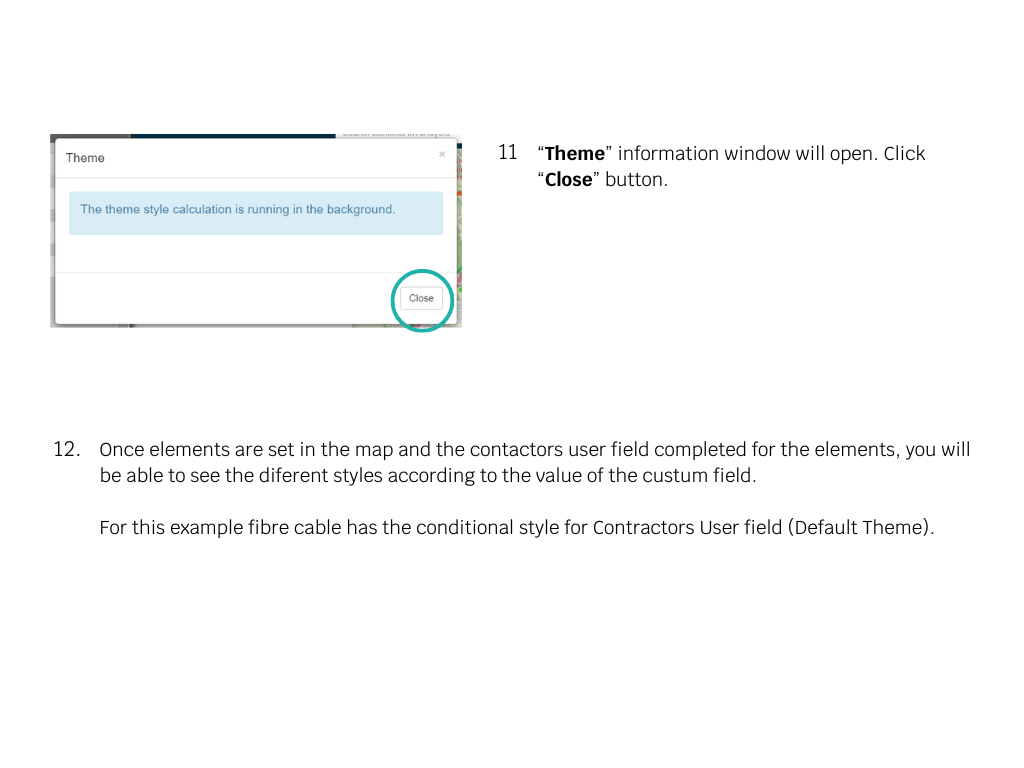 Theme
×
The theme style calculation is running in the background.
Close
11 “Theme” information window will open. Click
“Close” button.
12. Once elements are set in the map and the contactors user field completed for the elements, you will
be able to see the diferent styles according to the value of the custum field.
For this example fibre cable has the conditional style for Contractors User field (Default Theme).